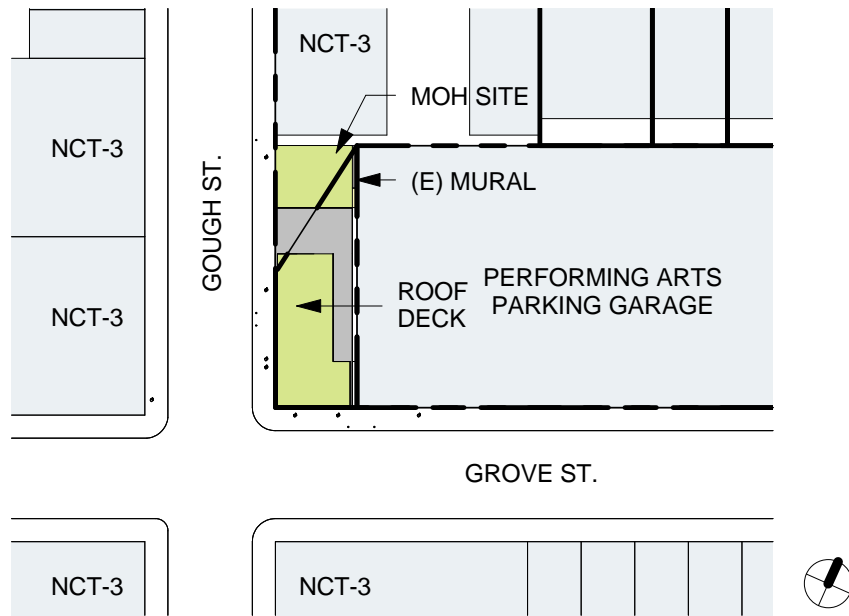 NCT-3
MOH SITE
NCT-3
(E) MURAL
GOUGH ST.
ROOF
DECK
PERFORMING ARTS
PARKING GARAGE
NCT-3
GROVE ST.
NCT-3
NCT-3